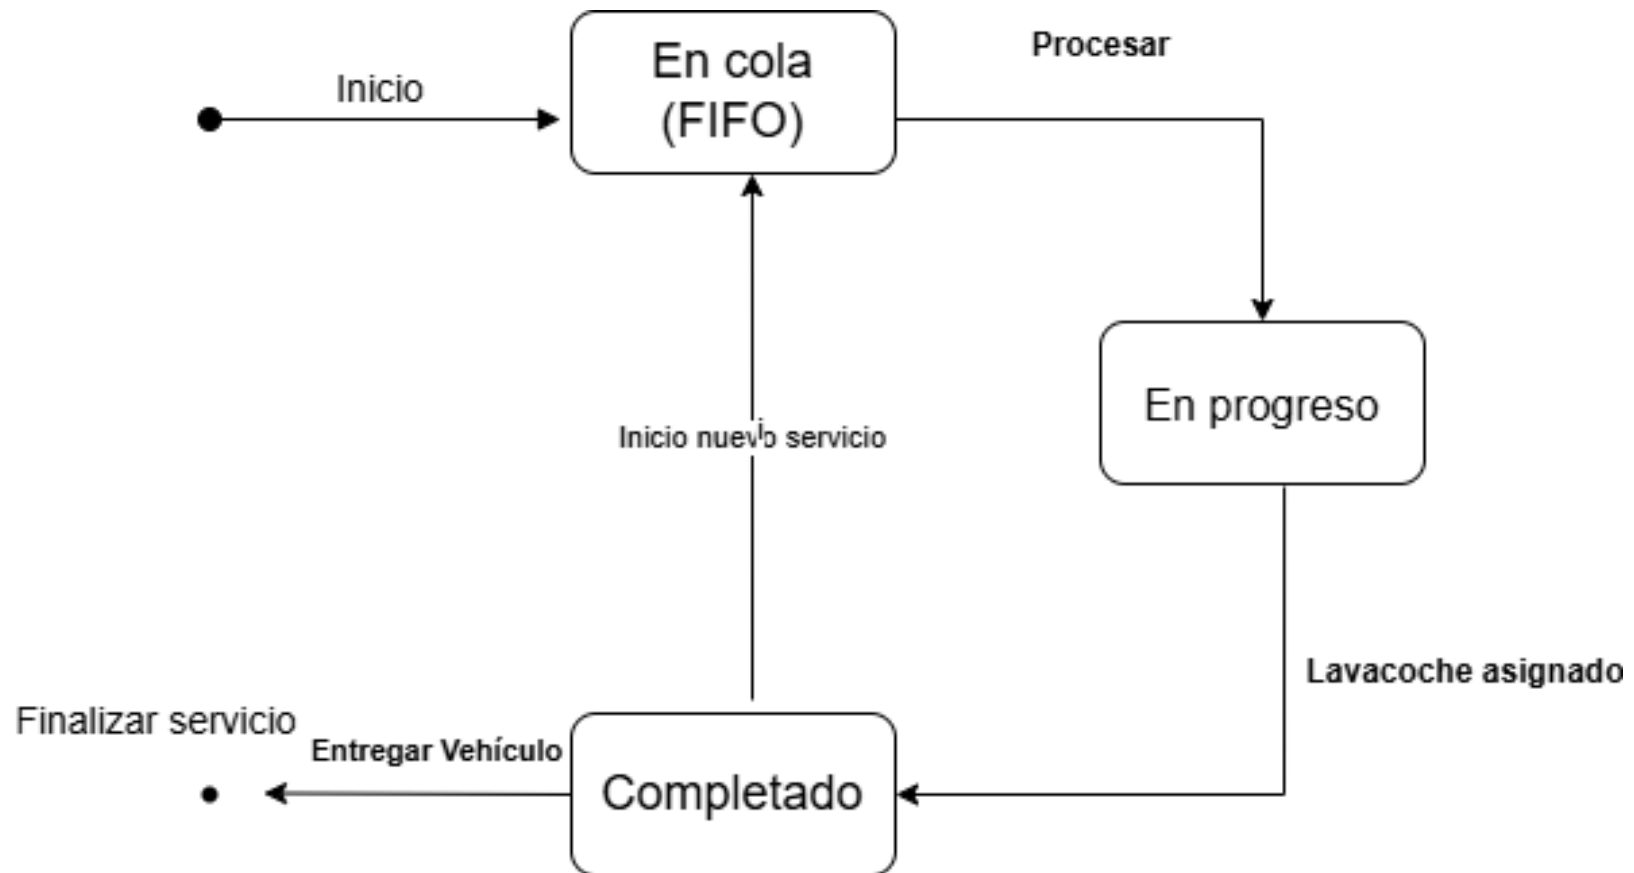 Inicio
En cola
(FIFO)
Procesar
En progreso
Inicio nuevo servicio
i
Lavacoche asignado
Finalizar servicio
Entregar Vehículo
Completado